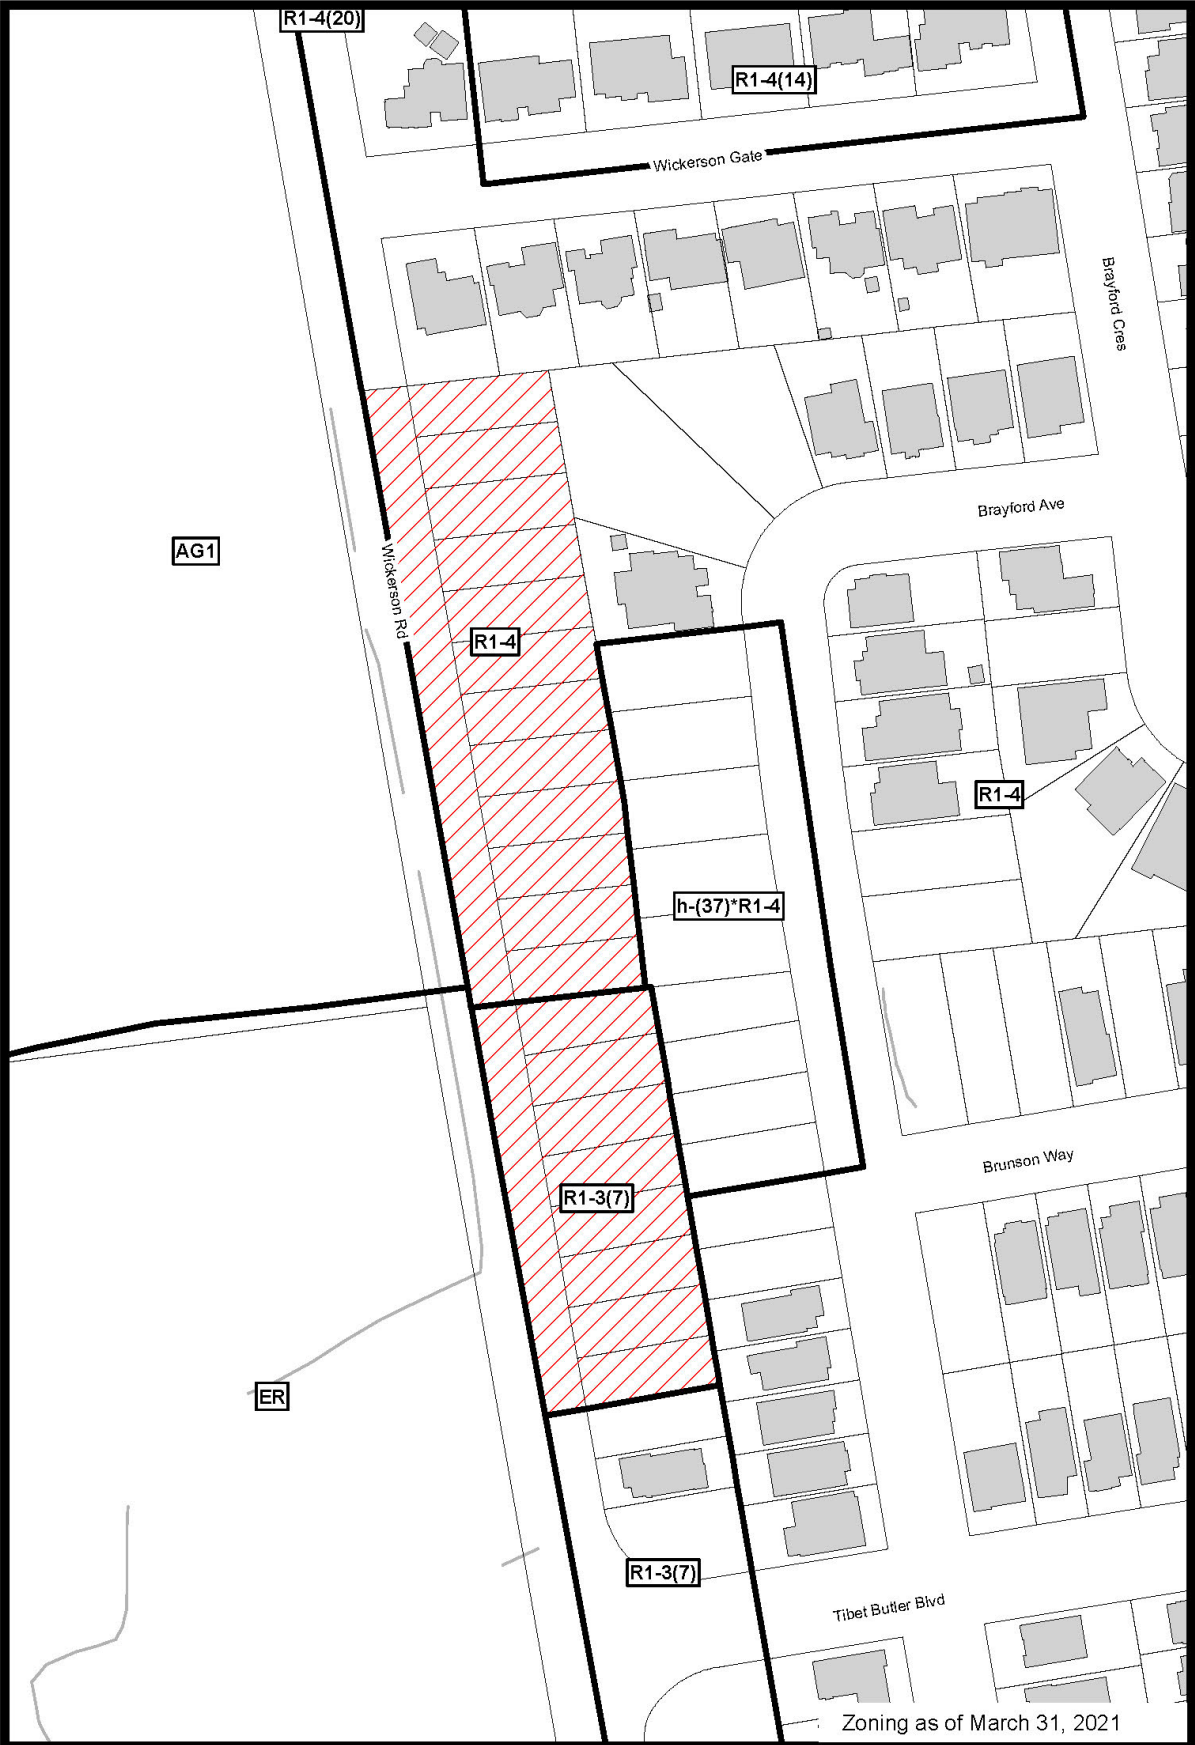 R1-4(20)
R1-4(14)
Wickerson Gate
Brayford Cres
Brayford Ave
AG1
Wickerson Rd
R1-4
R1-4
h-(37)*R1-4
Brunson Way
R1-3(7)
ER
R1-3(7)
Tibet Butler Blvd
Zoning as of March 31, 2021